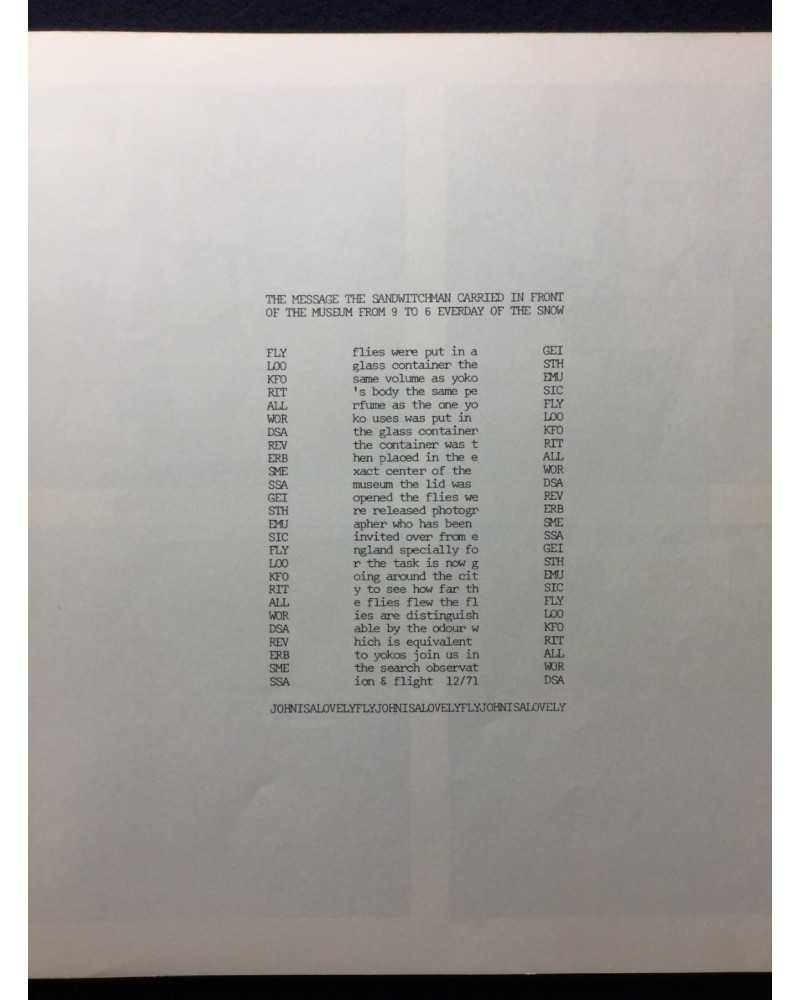 THE MESSAGE THE SANDWITCHMAN CARRIED IN FRONT
OF THE MUSEUM FROM 9 TO 6 EVERDAY OF THE SNOW
FLY flies were put in a GEI
LOO glass container the STH
KFO same volume as yoko EMU
RIT 's body the same pe SIC
ALL rfume as the one yo FLY
WOR ko uses was put in LOO
DSA the glass container KFO
REV the container was t RIT
ERB hen placed in the e ALL
SME xact center of the WOR
SSA museum the lid was DSA
GEI opened the flies we REV
STH re released photogr ERB
EMU apher who has been SME
SIC invited over from e SSA
FLY ngland specially fo GEI
LOO r the task is now g STH
KFO oing around the cit EMU
RIT y to see how far th SIC
ALL e flies flew the fl FLY
WOR ies are distinguish LOO
DSA able by the odour w KFO
REV hich is equivalent RIT
ERB to yokos join us in ALL
SME the search observat WOR
SSA ion & flight 12/71 DSA
JOHNISALOVELYFLYJOHNISALOVELYFLYJOHNISALOVELY